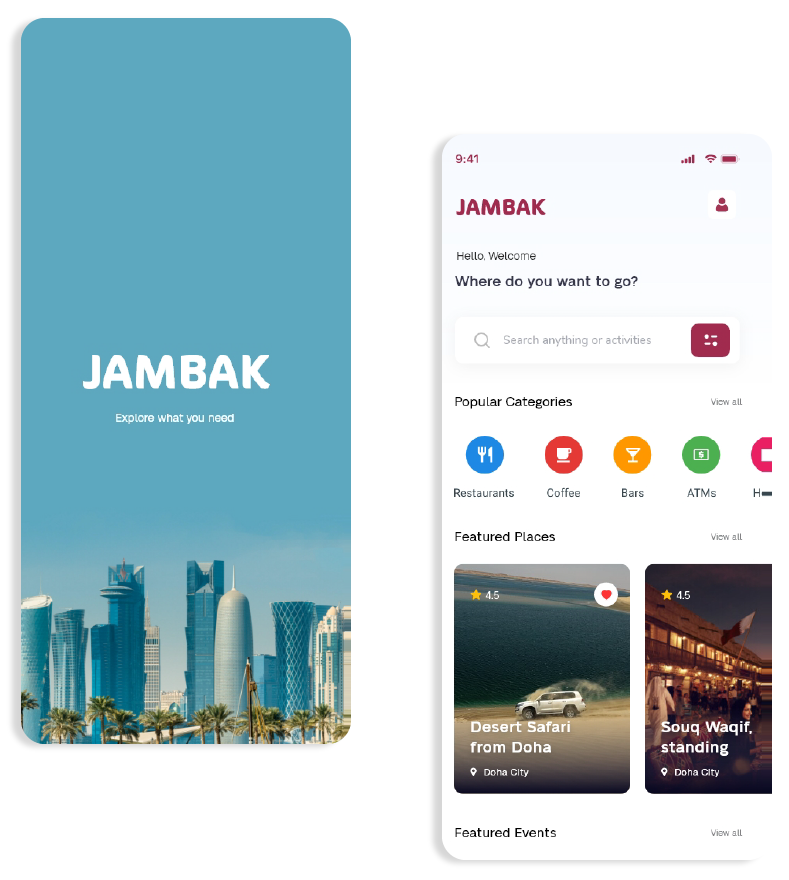 JAMBAK
Explore what you need
9:41
JAMBAK
Hello, Welcome
Where do you want to go?
Search anything or activities
Popular Categories
View all
Restaurants
Coffee
Bars
ATMs
Featured Places
View all
4.5
4.5
Desert Safari
from Doha
Doha City
Souq Waqif,
standing
Doha City
Featured Events
View all